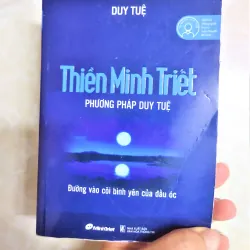 DUY TUỆ
Thiền Minh Triết
PHƯƠNG PHÁP DUY TUỆ
Đường vào cõi bình yên của đầu óc